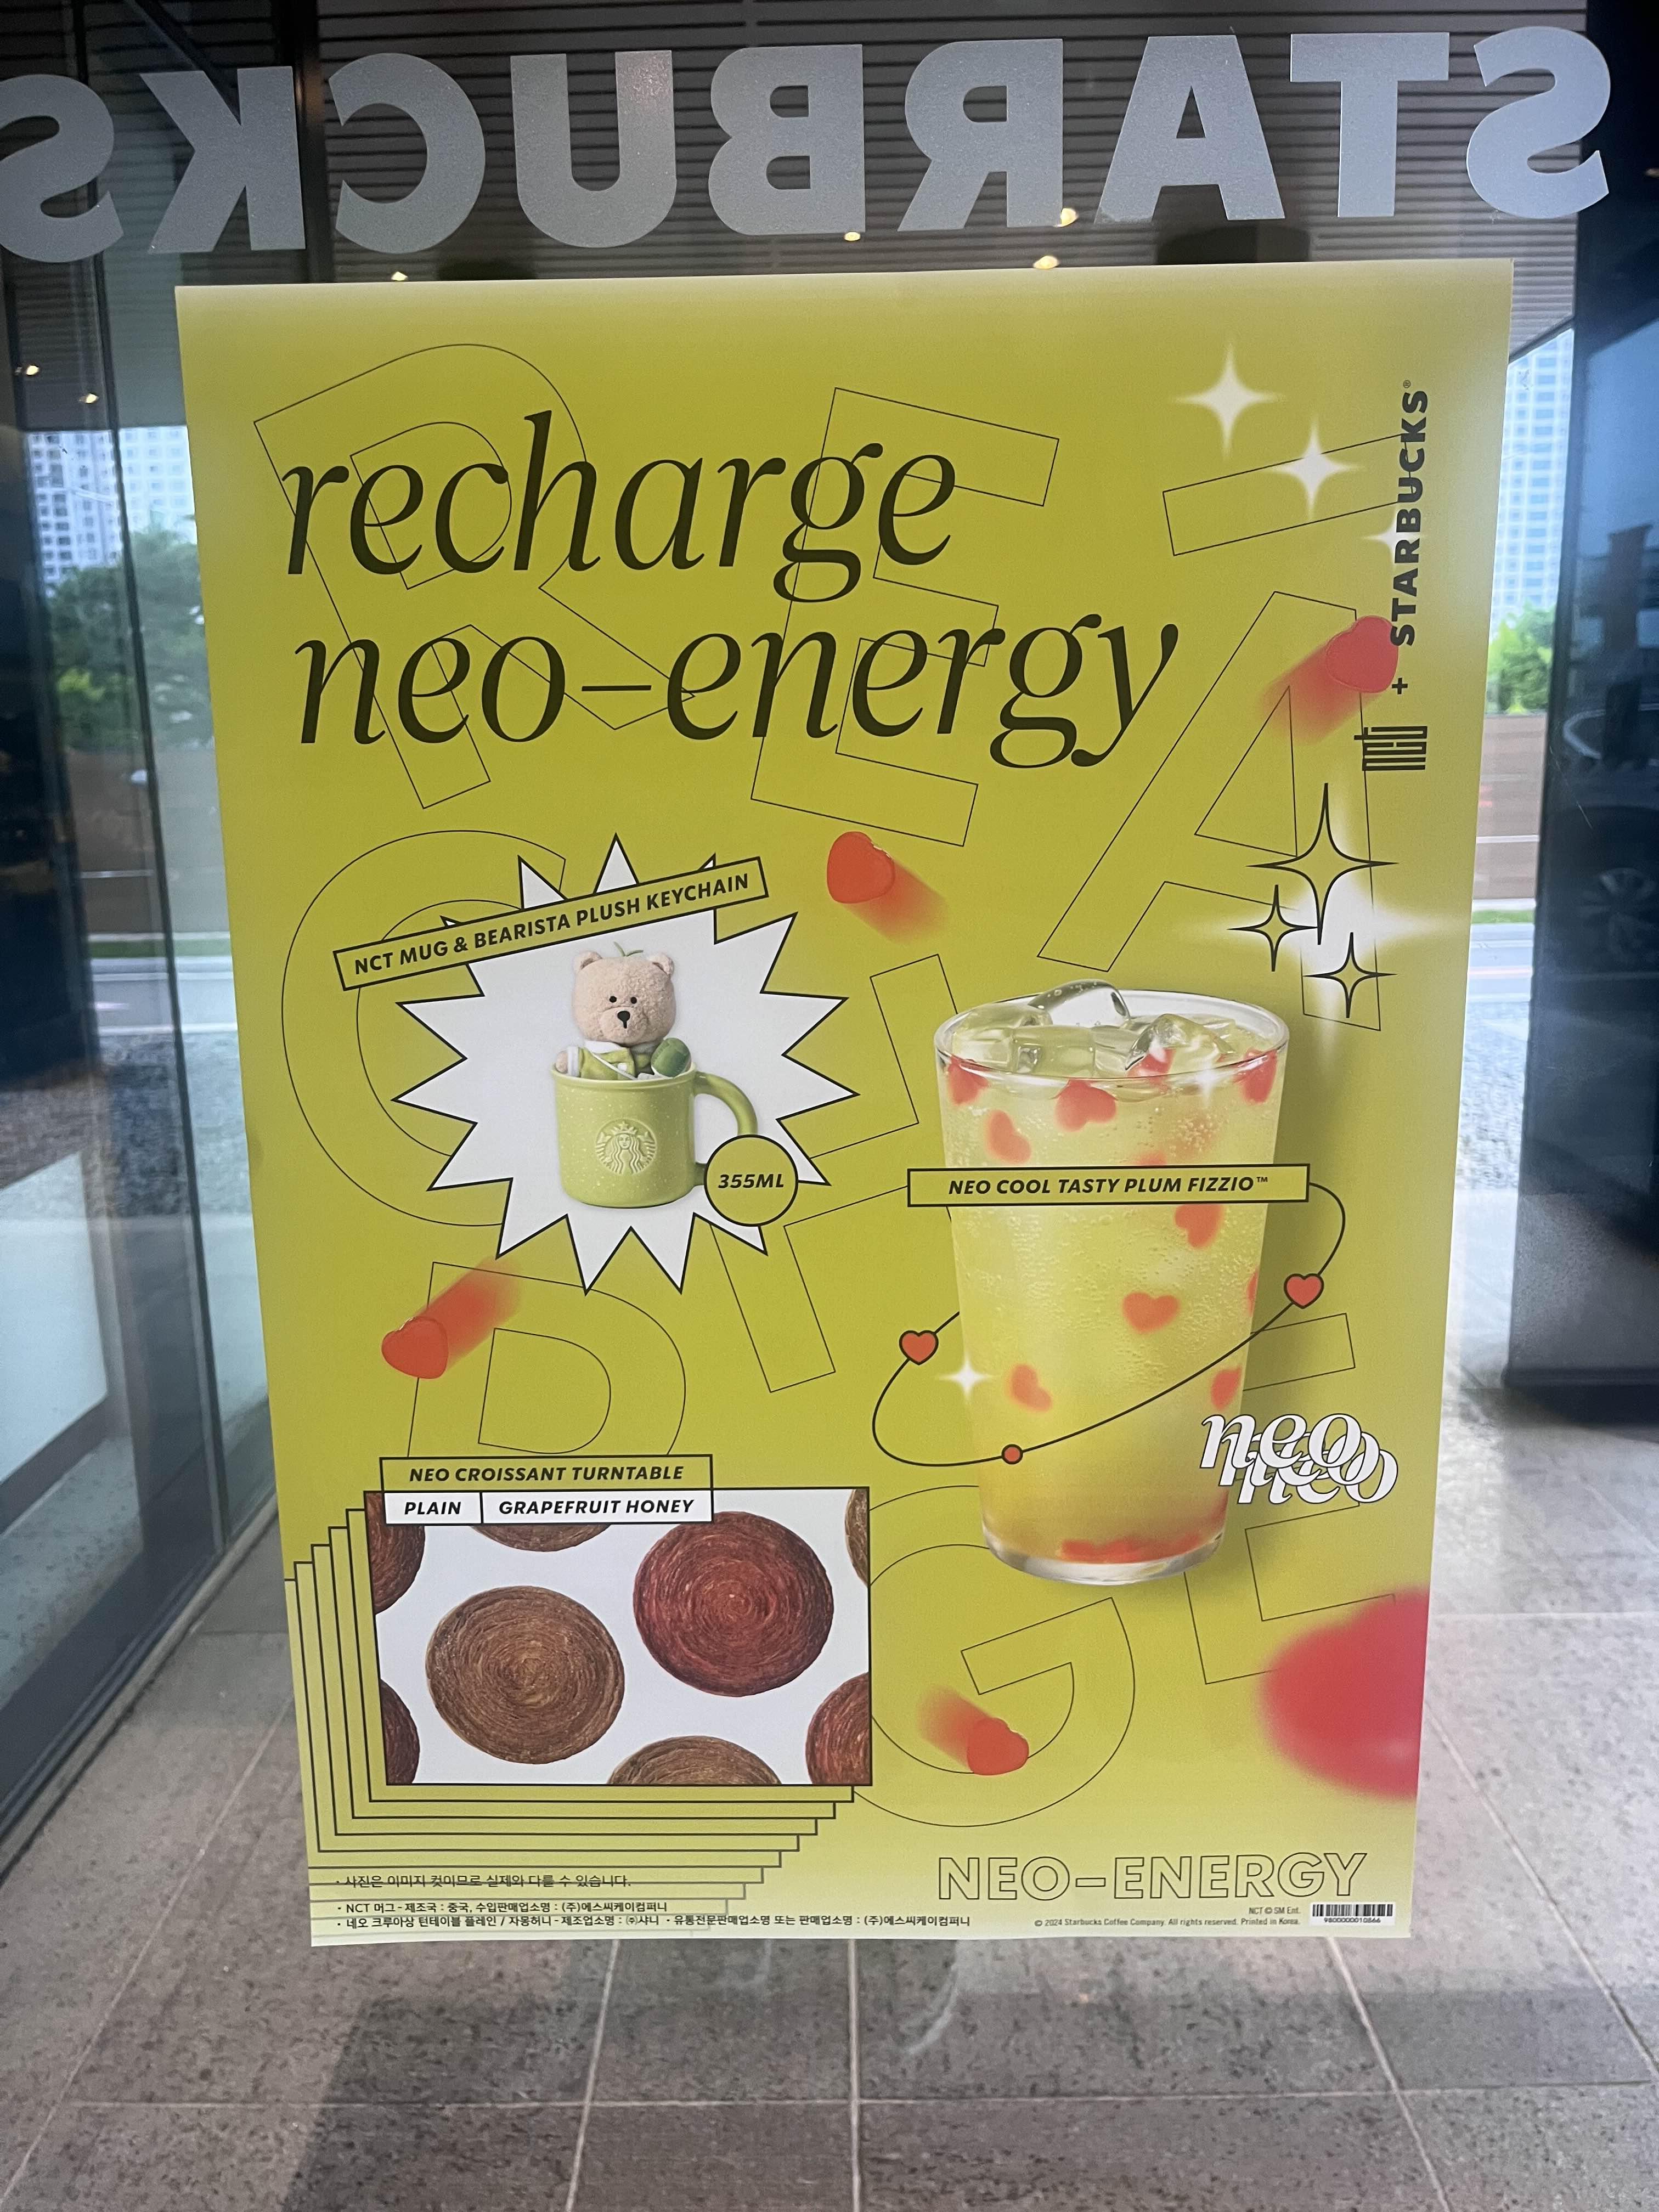 STARBUCKS
recharge
neo-energy
nct + STARBUCKS®
NCT MUG & BEARISTA PLUSH KEYCHAIN
355ML
NEO COOL TASTY PLUM FIZZIO™
neo
neo
NEO CROISSANT TURNTABLE
PLAIN GRAPEFRUIT HONEY
RECHARGE
NEO-ENERGY
• 사진은 이미지 컷이므로 실제와 다를 수 있습니다.
• NCT 머그 - 제조국 : 중국, 수입판매업소명 : (주)에스씨케이컴퍼니
• 네오 크루아상 턴테이블 플레인 / 자몽허니 - 제조업소명 : ㈜샤니 • 유통전문판매업소명 또는 판매업소명 : (주)에스씨케이컴퍼니
NCT © SM Ent.
© 2024 Starbucks Coffee Company. All rights reserved. Printed in Korea.
9800000010866